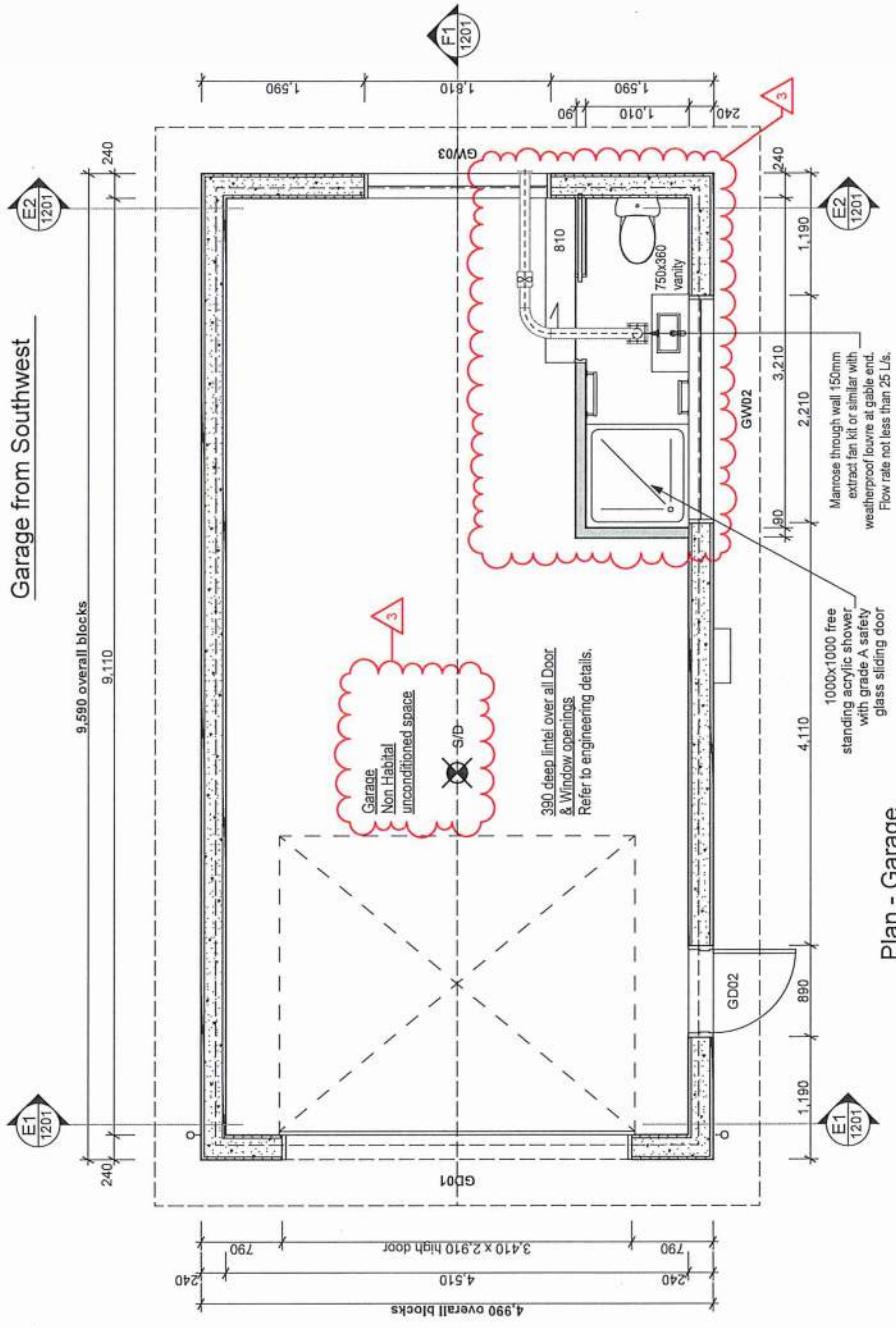 Garage from Southwest
E2
1201
E1
1201
F1
1201
E2
1201
E1
1201
9,590 overall blocks
240
9,110
240
1,590
1,810
1,590
90
1,010
240
GW03
3
810
750x360
vanity
3
Garage
Non Habital
unconditioned space
S/D
390 deep lintel over all Door
& Window openings
Refer to engineering details.
GD01
GD02
GW02
4,990 overall blocks
240
4,510
240
790
3,410 x 2,910 high door
790
1,190
890
4,110
2,210
1,190
90
3,210
240
1000x1000 free
standing acrylic shower
with grade A safety
glass sliding door
Manrose through wall 150mm
extract fan kit or similar with
weatherproof louvre at gable end.
Flow rate not less than 25 L/s.
Plan - Garage